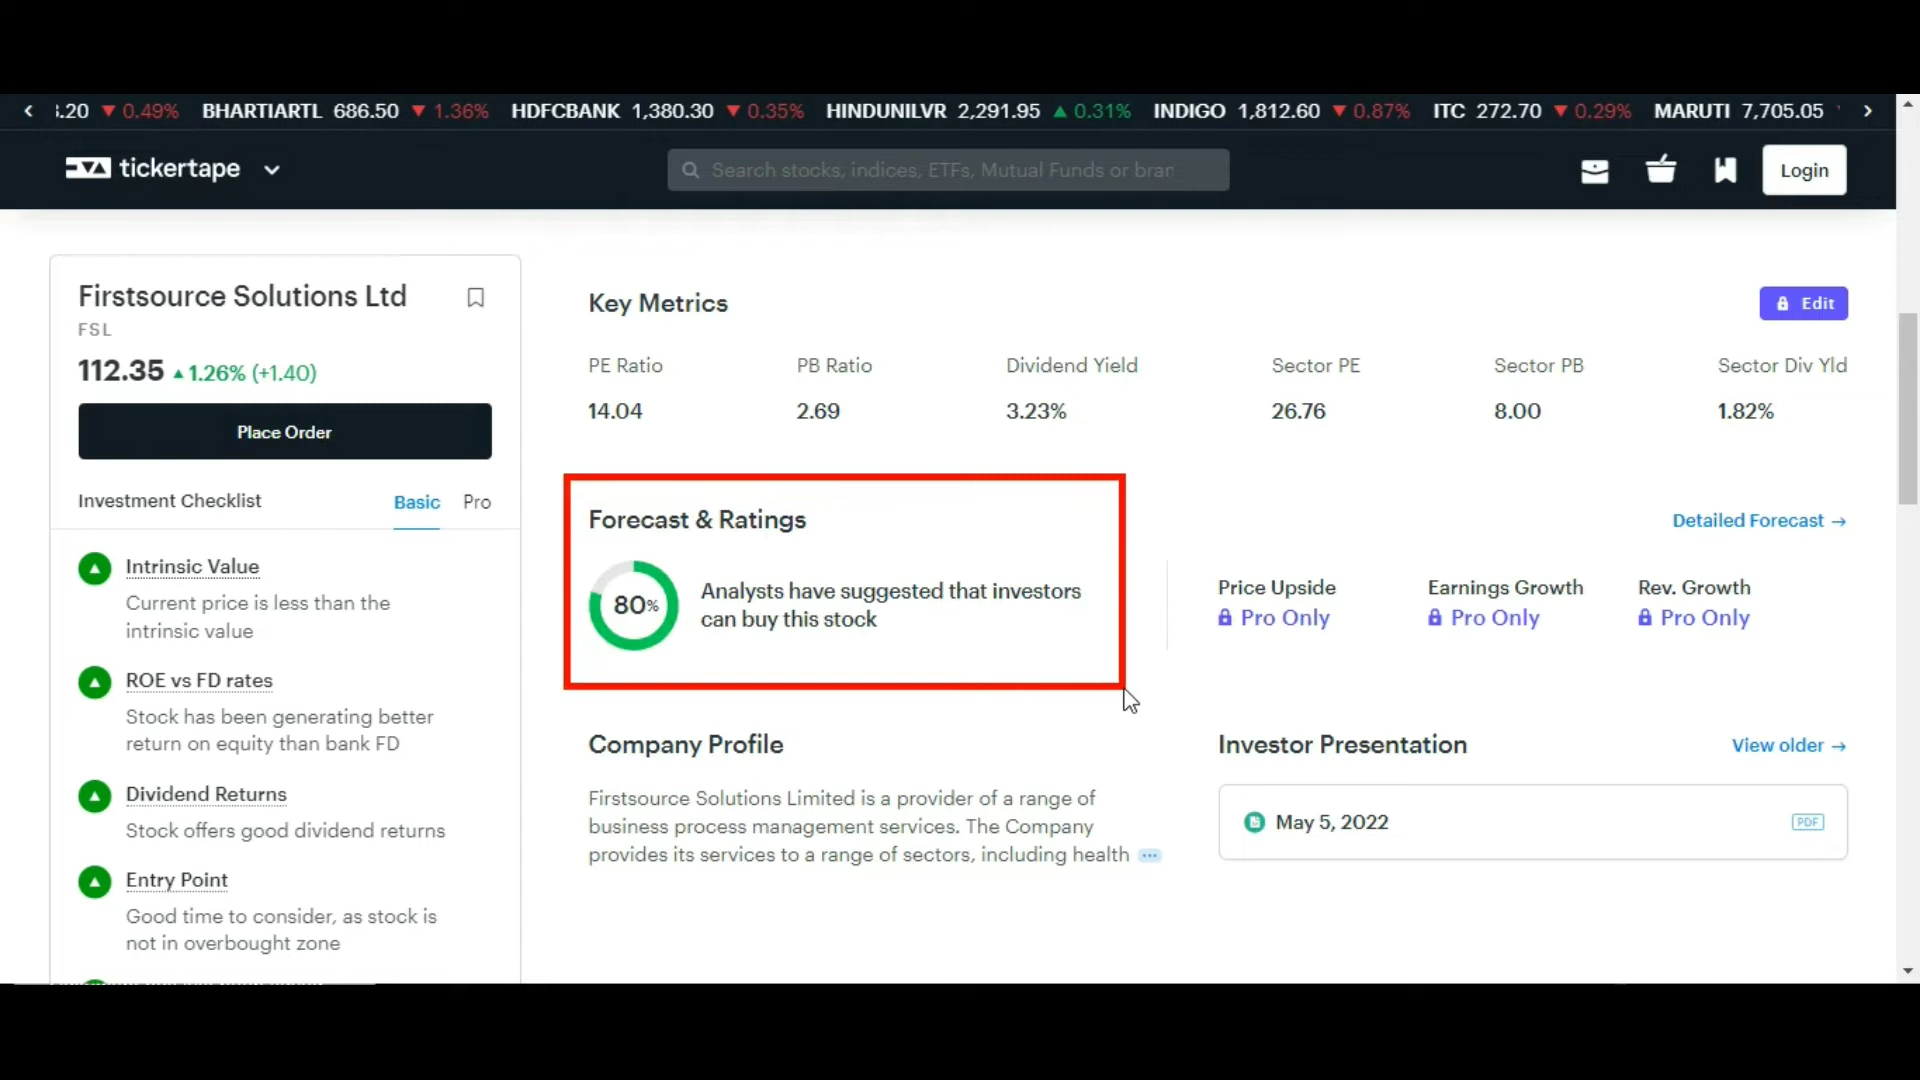 3.20 ▼ 0.49% BHARTIARTL 686.50 ▼ 1.36% HDFCBANK 1,380.30 ▼ 0.35% HINDUNILVR 2,291.95 ▲ 0.31% INDIGO 1,812.60 ▼ 0.87% ITC 272.70 ▼ 0.29% MARUTI 7,705.05
tickertape
Search stocks, indices, ETFs, Mutual Funds or brar
Login
Firstsource Solutions Ltd
FSL
112.35 ▲ 1.26% (+1.40)
Place Order
Investment Checklist Basic Pro
Intrinsic Value
Current price is less than the
intrinsic value
ROE vs FD rates
Stock has been generating better
return on equity than bank FD
Dividend Returns
Stock offers good dividend returns
Entry Point
Good time to consider, as stock is
not in overbought zone
Key Metrics
Edit
PE Ratio PB Ratio Dividend Yield Sector PE Sector PB Sector Div Yld
14.04 2.69 3.23% 26.76 8.00 1.82%
Forecast & Ratings
Detailed Forecast →
80%
Analysts have suggested that investors
can buy this stock
Price Upside Earnings Growth Rev. Growth
Pro Only Pro Only Pro Only
Company Profile
Firstsource Solutions Limited is a provider of a range of
business process management services. The Company
provides its services to a range of sectors, including health ...
Investor Presentation
View older →
May 5, 2022
PDF